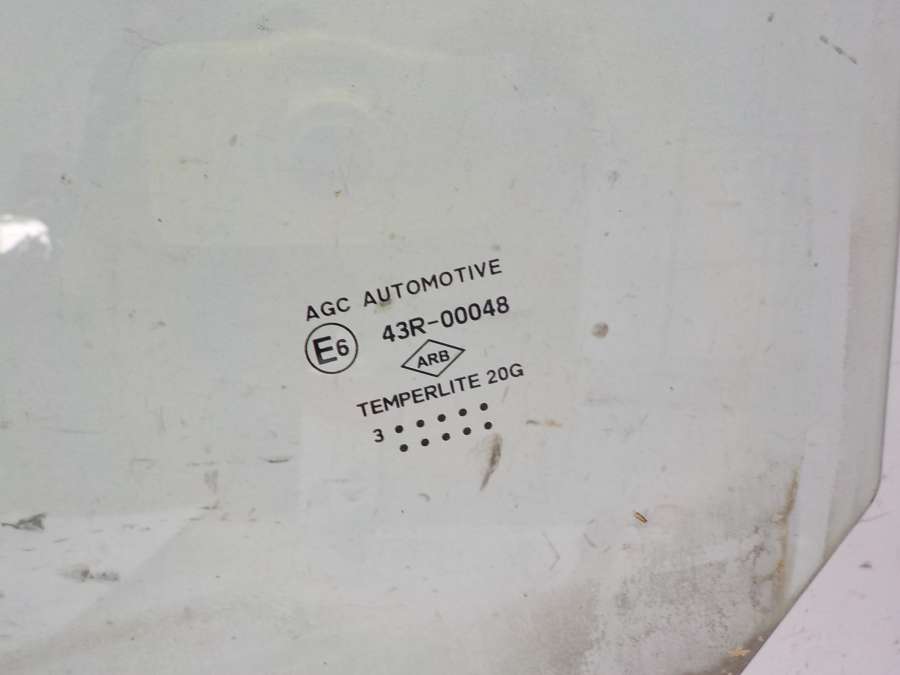 AGC AUTOMOTIVE
E6 43R-00048
ARB
TEMPERLITE 20G
3